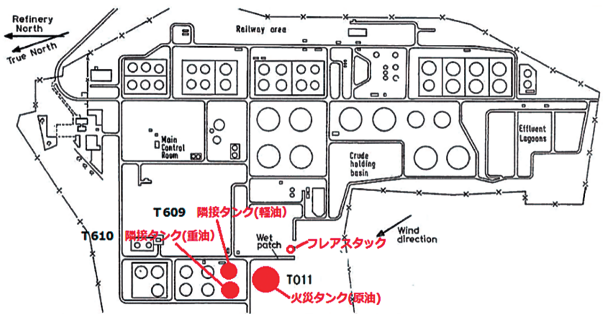 Refinery
North
True North
Railway area
Main
Control
Room
Crude
holding
basin
Effluent
Lagoons
T609
隣接タンク(軽油)
T610
隣接タンク(重油)
Wet
patch
フレアスタック
Wind
direction
T011
火災タンク(原油)